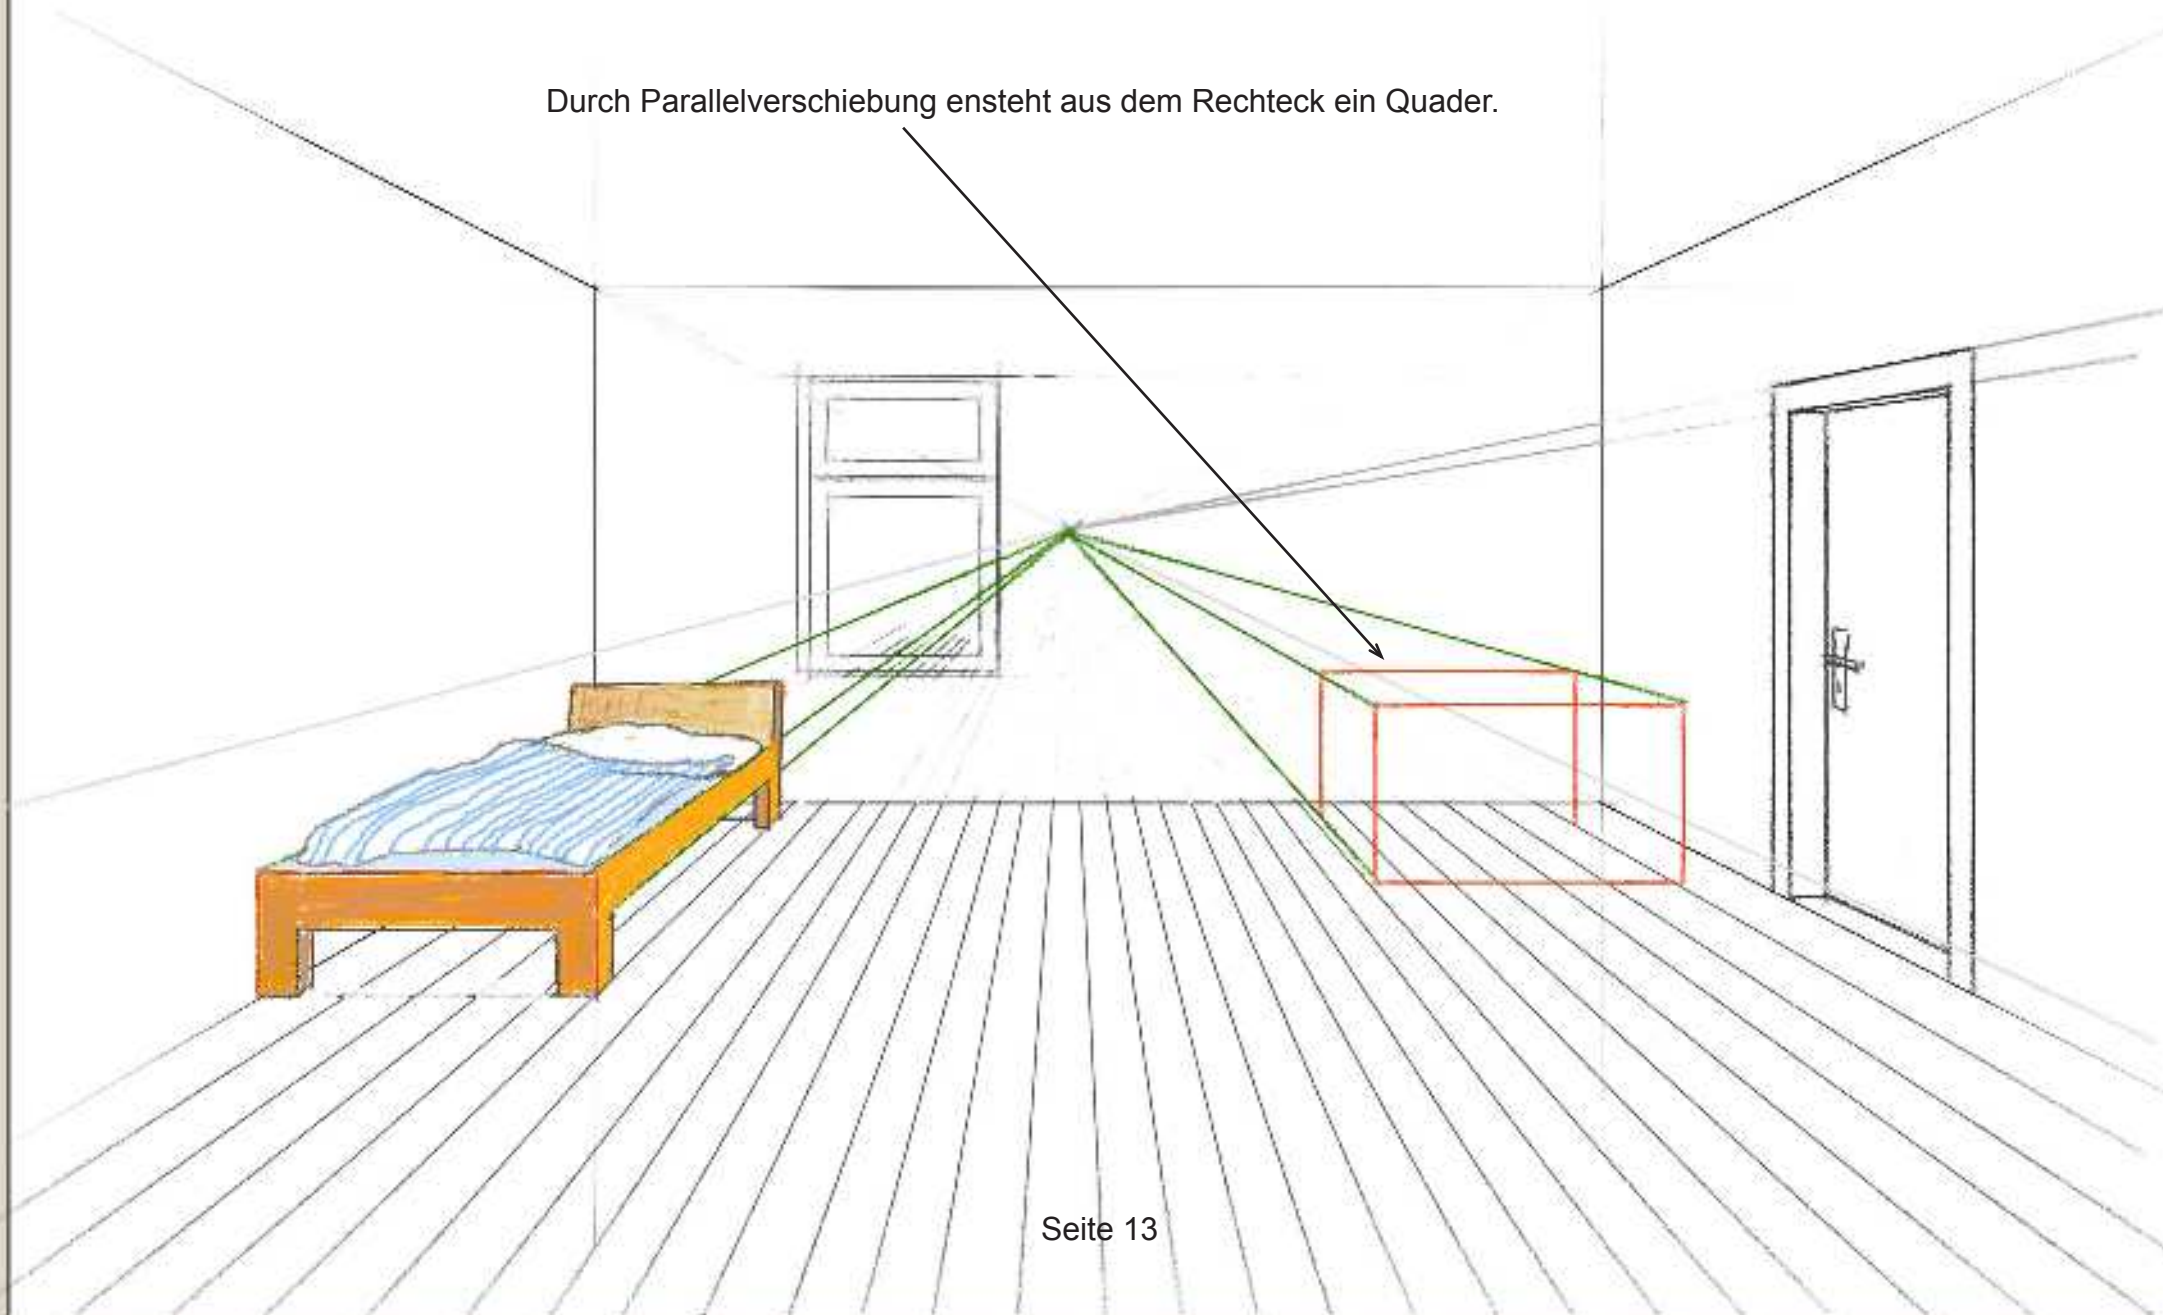 Durch Parallelverschiebung ensteht aus dem Rechteck ein Quader.
Seite 13